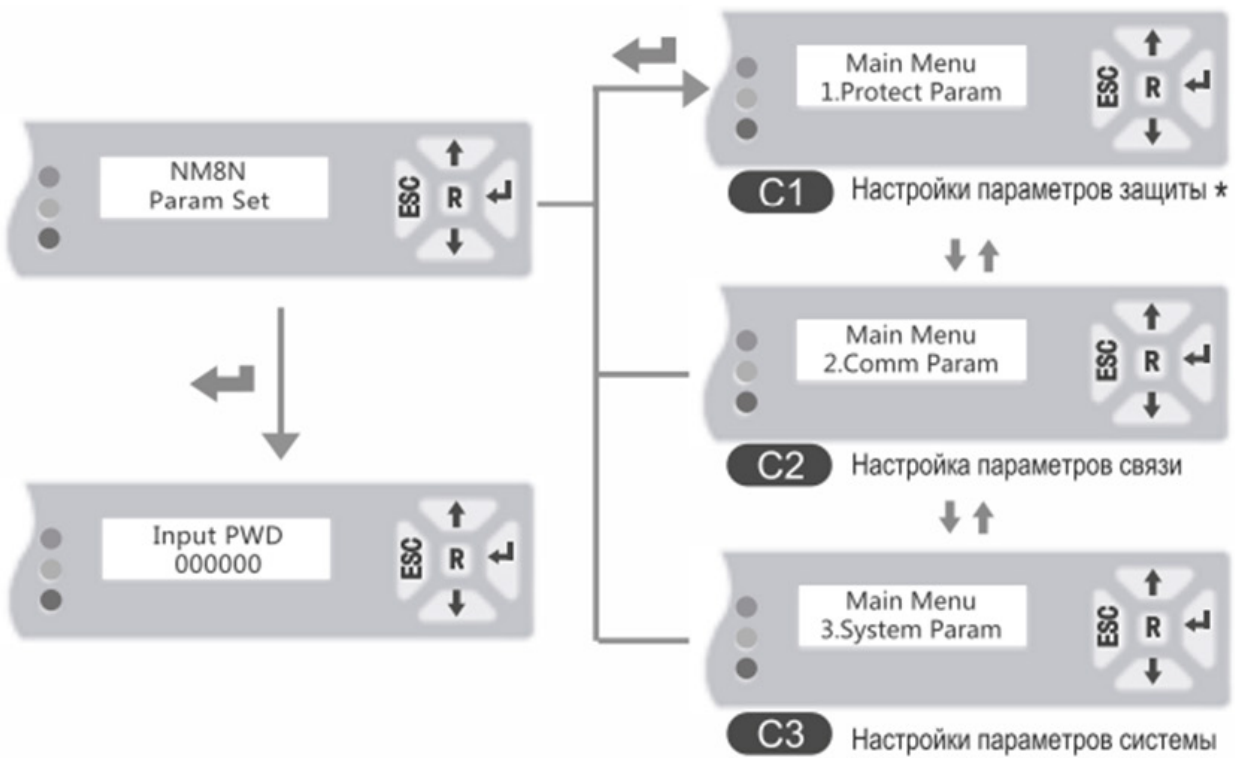 NM8N
Param Set
ESC
R
Input PWD
000000
ESC
R
Main Menu
1.Protect Param
ESC
R
C1 Настройки параметров защиты *
Main Menu
2.Comm Param
ESC
R
C2 Настройка параметров связи
Main Menu
3.System Param
ESC
R
C3 Настройки параметров системы